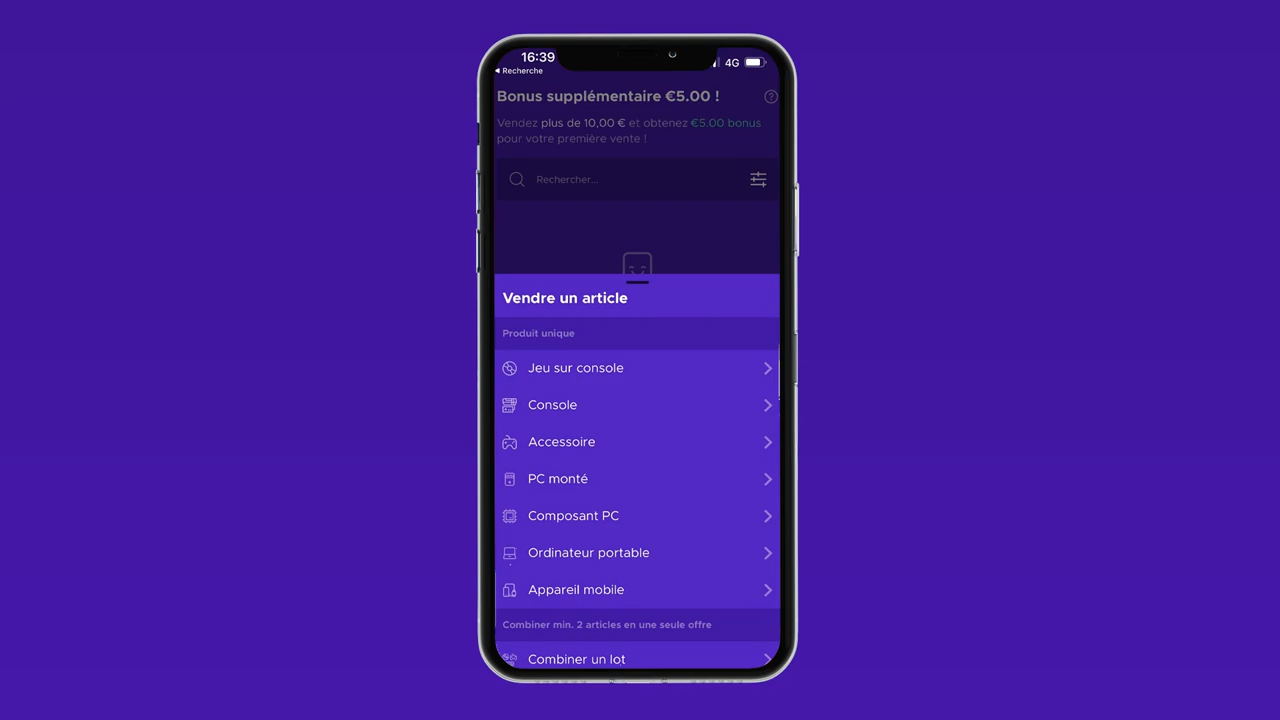 16:39
4G
Recherche
Bonus supplémentaire €5.00 !
Vendez plus de 10,00 € et obtenez €5.00 bonus
pour votre première vente !
Rechercher...
Vendre un article
Produit unique
Jeu sur console
Console
Accessoire
PC monté
Composant PC
Ordinateur portable
Appareil mobile
Combiner min. 2 articles en une seule offre
Combiner un lot